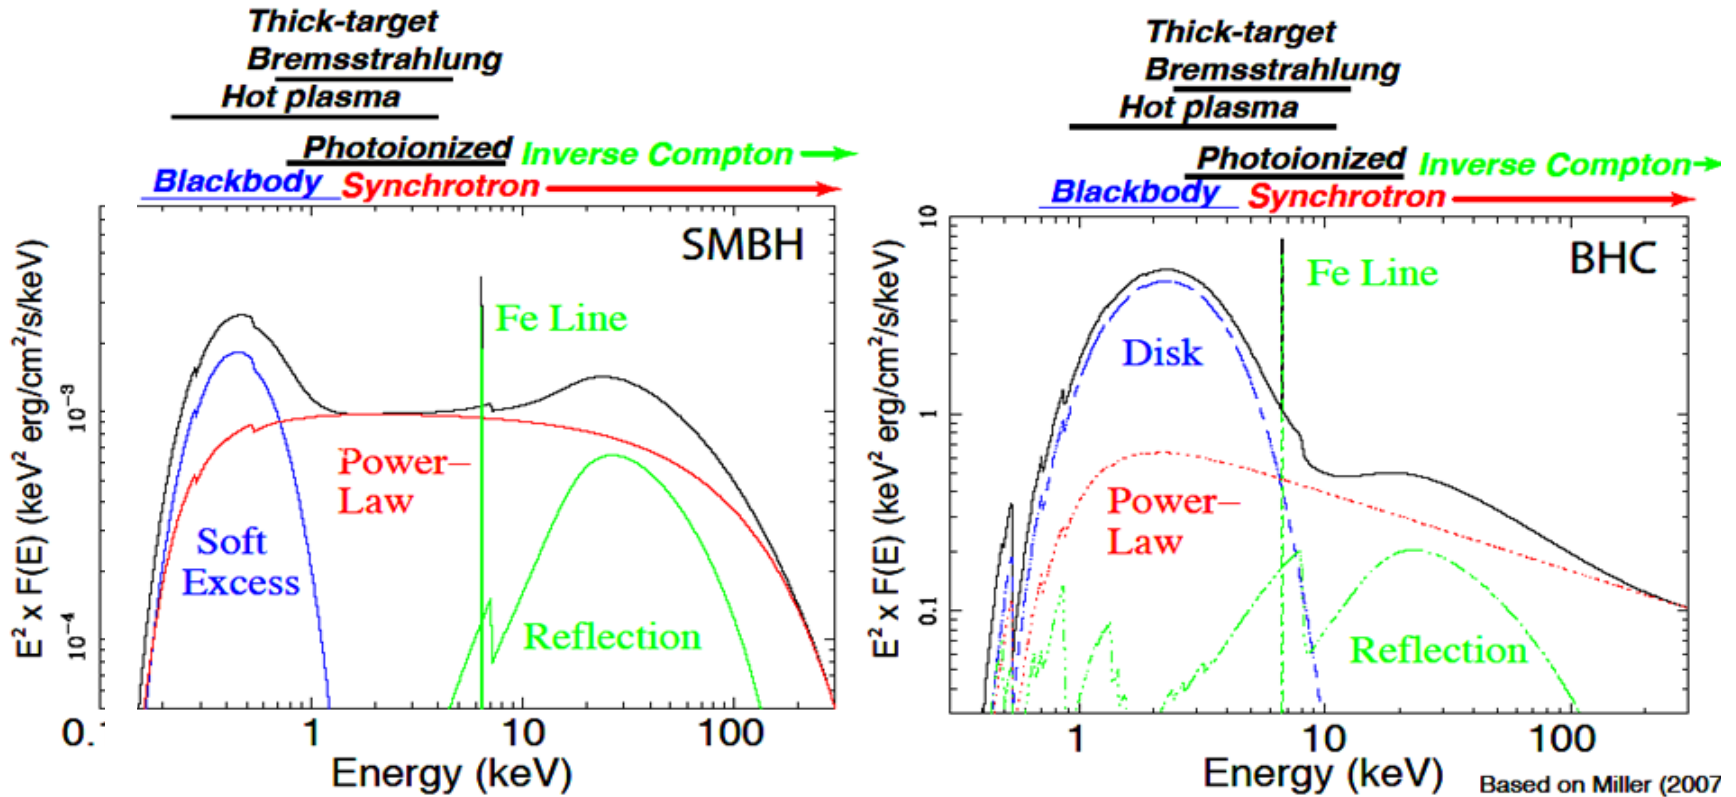 Thick-target
Bremsstrahlung
Hot plasma
Photoionized
Inverse Compton
Blackbody
Synchrotron
SMBH
Fe Line
Power–
Law
Soft
Excess
Reflection
E² x F(E) (keV² erg/cm²/s/keV)
10⁻³
10⁻⁴
0.
1
10
100
Energy (keV)
Thick-target
Bremsstrahlung
Hot plasma
Photoionized
Inverse Compton
Blackbody
Synchrotron
BHC
Fe Line
Disk
Power–
Law
Reflection
E² x F(E) (keV² erg/cm²/s/keV)
10
1
0.1
1
10
100
Energy (keV)
Based on Miller (2007